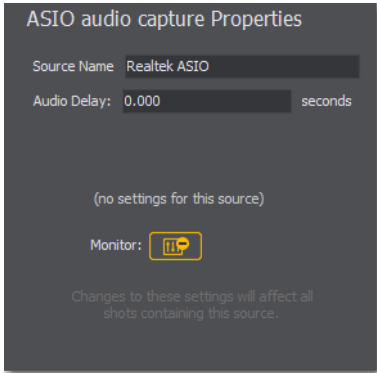 ASIO audio capture Properties
Source Name Realtek ASIO
Audio Delay: 0.000 seconds
(no settings for this source)
Monitor:
Changes to these settings will affect all
shots containing this source.